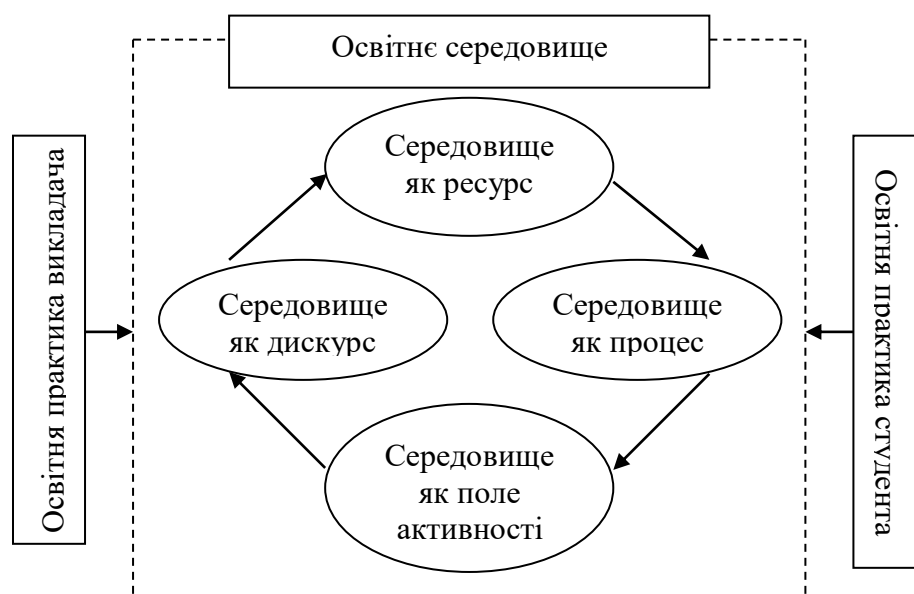 Освітнє середовище
Середовище
як ресурс
Освітня практика викладача
Середовище
як дискурс
Середовище
як процес
Освітня практика студента
Середовище
як поле
активності